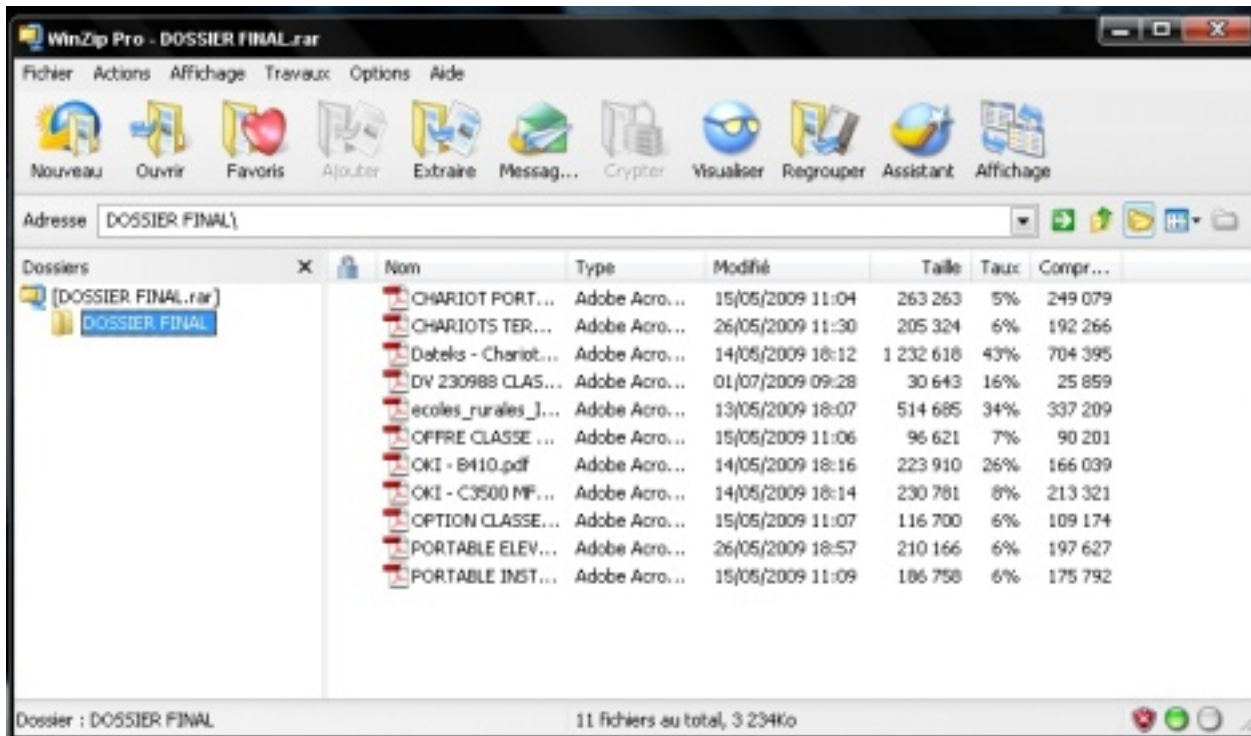 WinZip Pro - DOSSIER FINAL.rar
Fichier Actions Affichage Travaux Options Aide
Nouveau Ouvrir Favoris Ajouter Extraire Messag... Crypter Visualiser Regrouper Assistant Affichage
Adresse DOSSIER FINAL\
Dossiers Nom Type Modifié Taille Taux Compr...
[DOSSIER FINAL.rar]
DOSSIER FINAL
CHARIOT PORT... Adobe Acro... 15/05/2009 11:04 263 263 5% 249 079
CHARIOTS TER... Adobe Acro... 26/05/2009 11:30 205 324 6% 192 266
Dateks - Chariot... Adobe Acro... 14/05/2009 18:12 1 232 618 43% 704 395
DV 230988 CLAS... Adobe Acro... 01/07/2009 09:28 30 643 16% 25 859
ecoles_rurales_I... Adobe Acro... 13/05/2009 18:07 514 685 34% 337 209
OFFRE CLASSE ... Adobe Acro... 15/05/2009 11:06 96 621 7% 90 201
OKI - B410.pdf Adobe Acro... 14/05/2009 18:16 223 910 26% 166 039
OKI - C3500 MF... Adobe Acro... 14/05/2009 18:14 230 781 8% 213 321
OPTION CLASSE... Adobe Acro... 15/05/2009 11:07 116 700 6% 109 174
PORTABLE ELEV... Adobe Acro... 26/05/2009 18:57 210 166 6% 197 627
PORTABLE INST... Adobe Acro... 15/05/2009 11:09 186 758 6% 175 792
Dossier : DOSSIER FINAL 11 fichiers au total, 3 234Ko